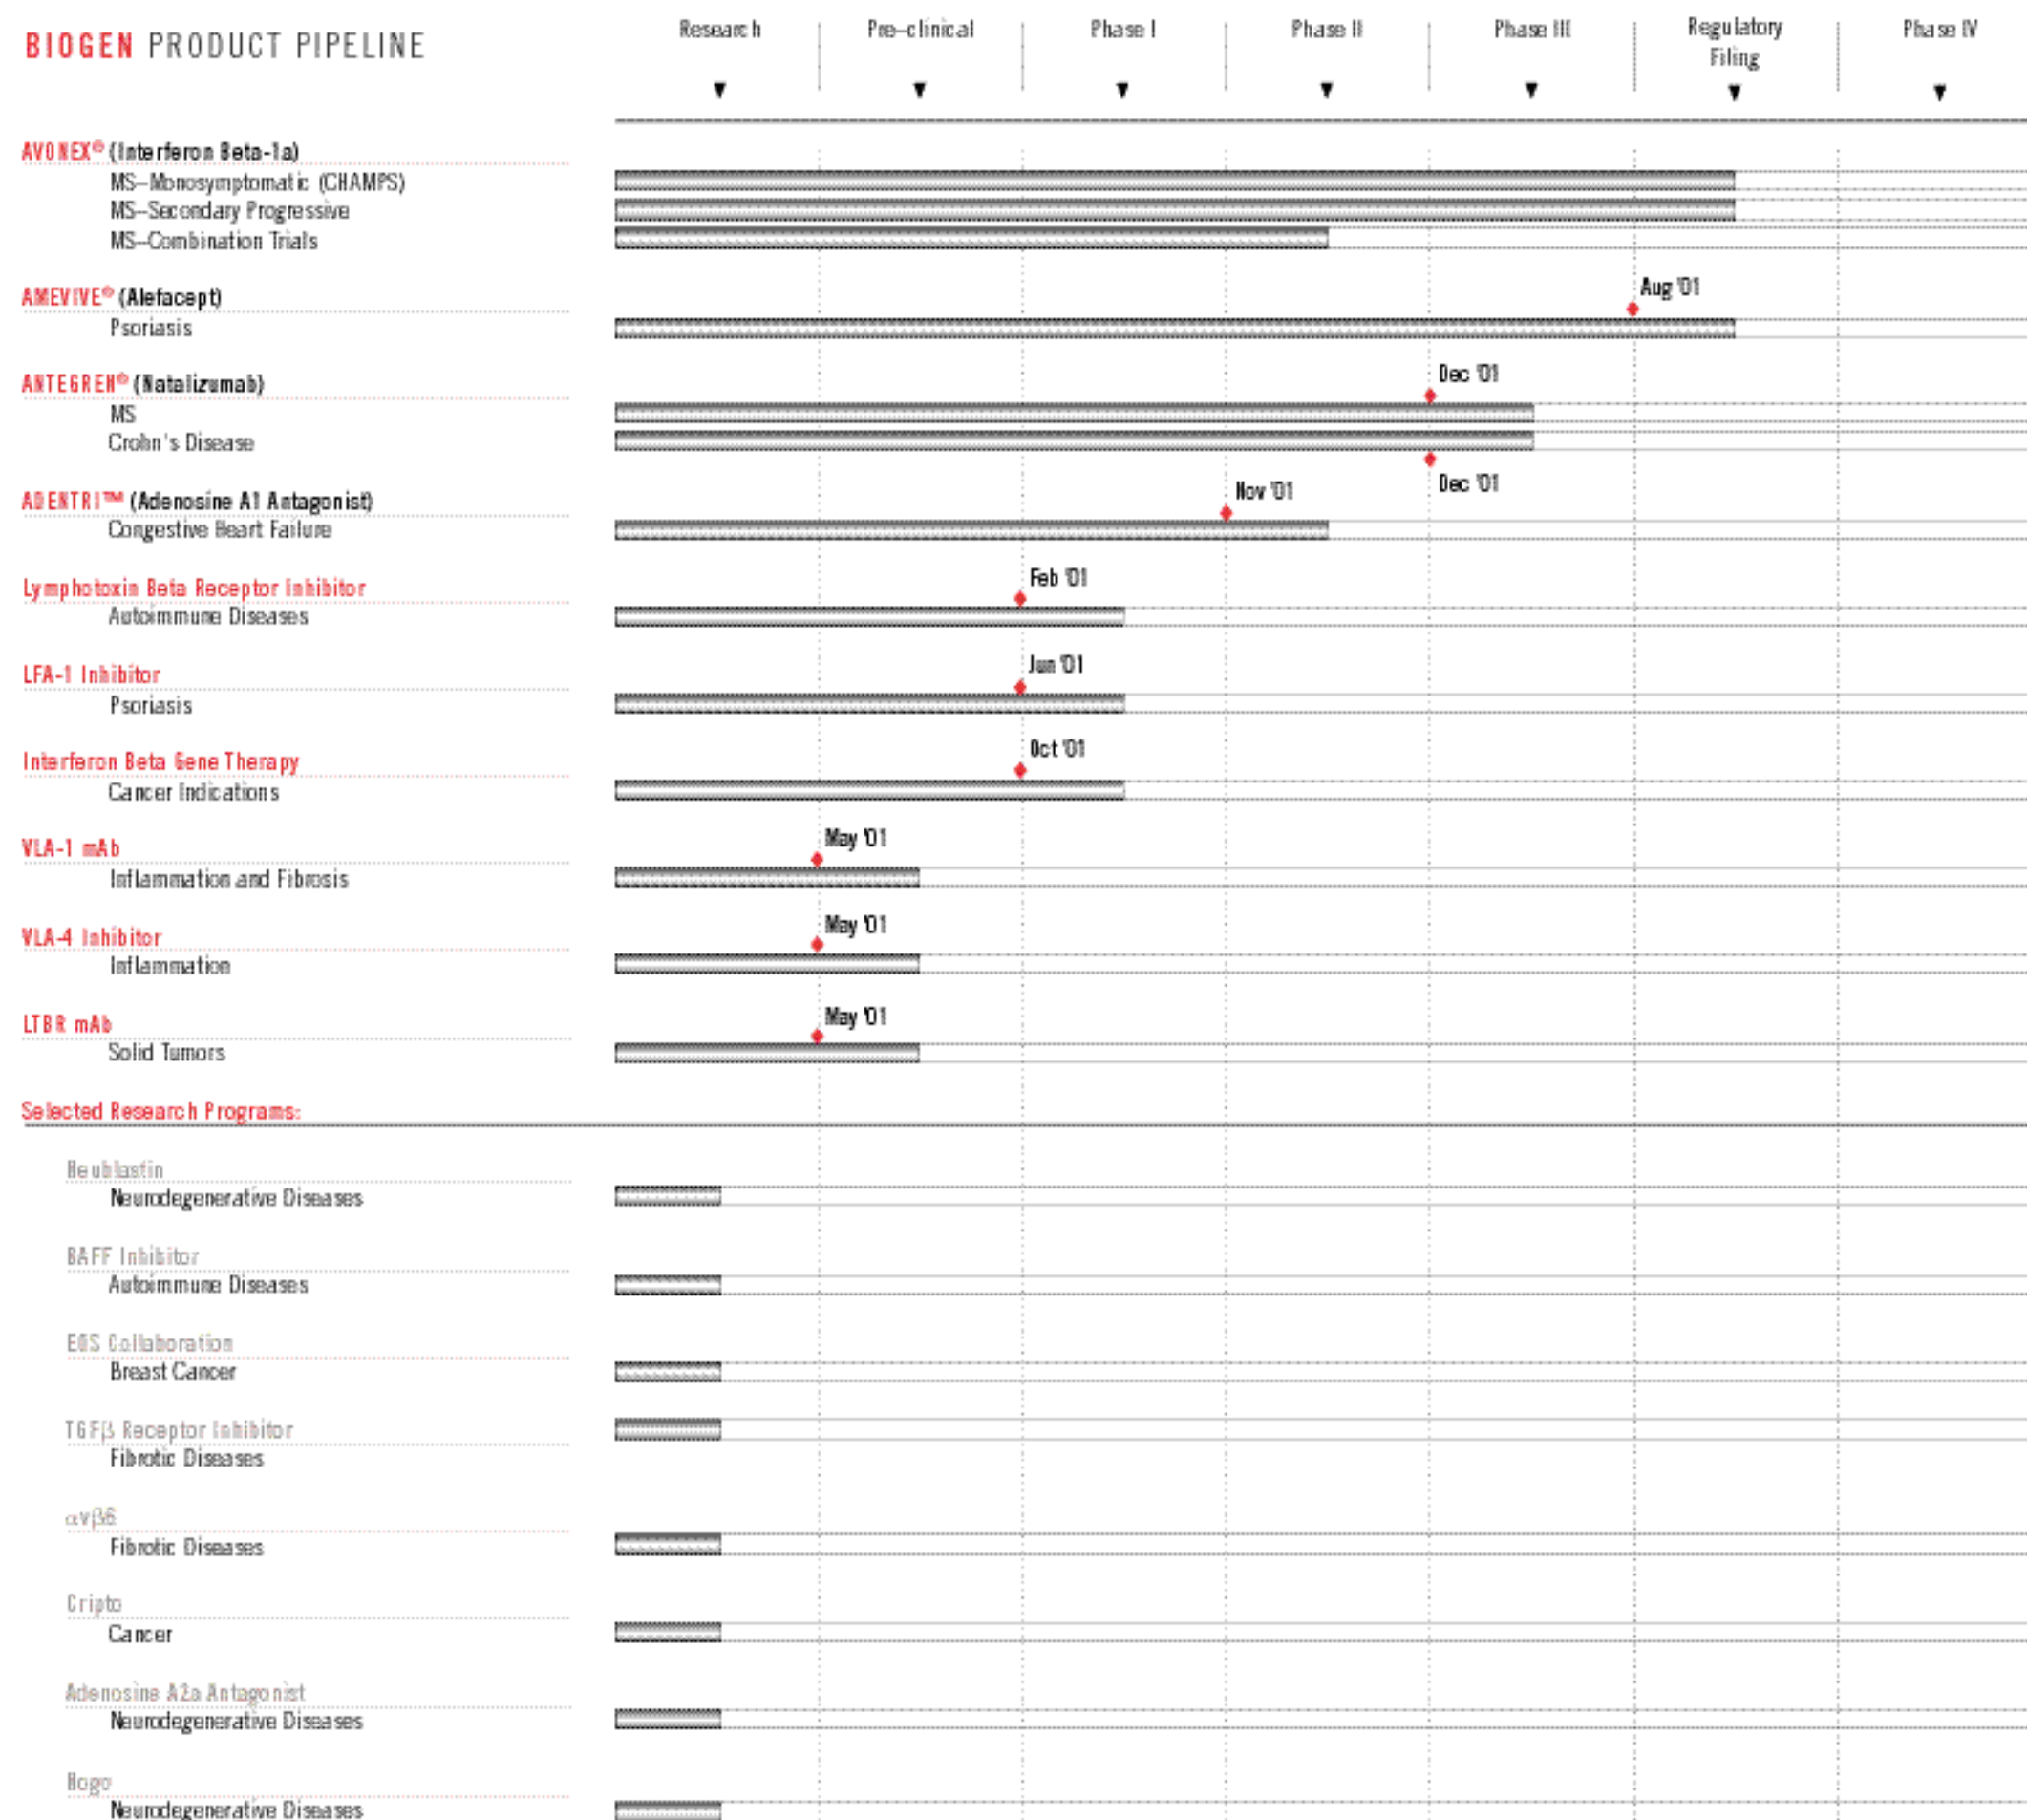 BIOGEN PRODUCT PIPELINE
Research Pre–clinical Phase I Phase II Phase III Regulatory Filing Phase IV
AVONEX® (Interferon Beta-1a)
MS–Monosymptomatic (CHAMPS)
MS–Secondary Progressive
MS–Combination Trials
AMEVIVE® (Alefacept)
Aug '01
Psoriasis
ANTEGREN® (Natalizumab)
Dec '01
MS
Crohn's Disease
Dec '01
ADENTRI™ (Adenosine A1 Antagonist)
Nov '01
Congestive Heart Failure
Lymphotoxin Beta Receptor Inhibitor
Feb '01
Autoimmune Diseases
LFA-1 Inhibitor
Jun '01
Psoriasis
Interferon Beta Gene Therapy
Oct '01
Cancer Indications
VLA-1 mAb
May '01
Inflammation and Fibrosis
VLA-4 Inhibitor
May '01
Inflammation
LTBR mAb
May '01
Solid Tumors
Selected Research Programs:
Neublastin
Neurodegenerative Diseases
BAFF Inhibitor
Autoimmune Diseases
EOS Collaboration
Breast Cancer
TGFβ Receptor Inhibitor
Fibrotic Diseases
αvβ6
Fibrotic Diseases
Cripto
Cancer
Adenosine A2a Antagonist
Neurodegenerative Diseases
Nogo
Neurodegenerative Diseases